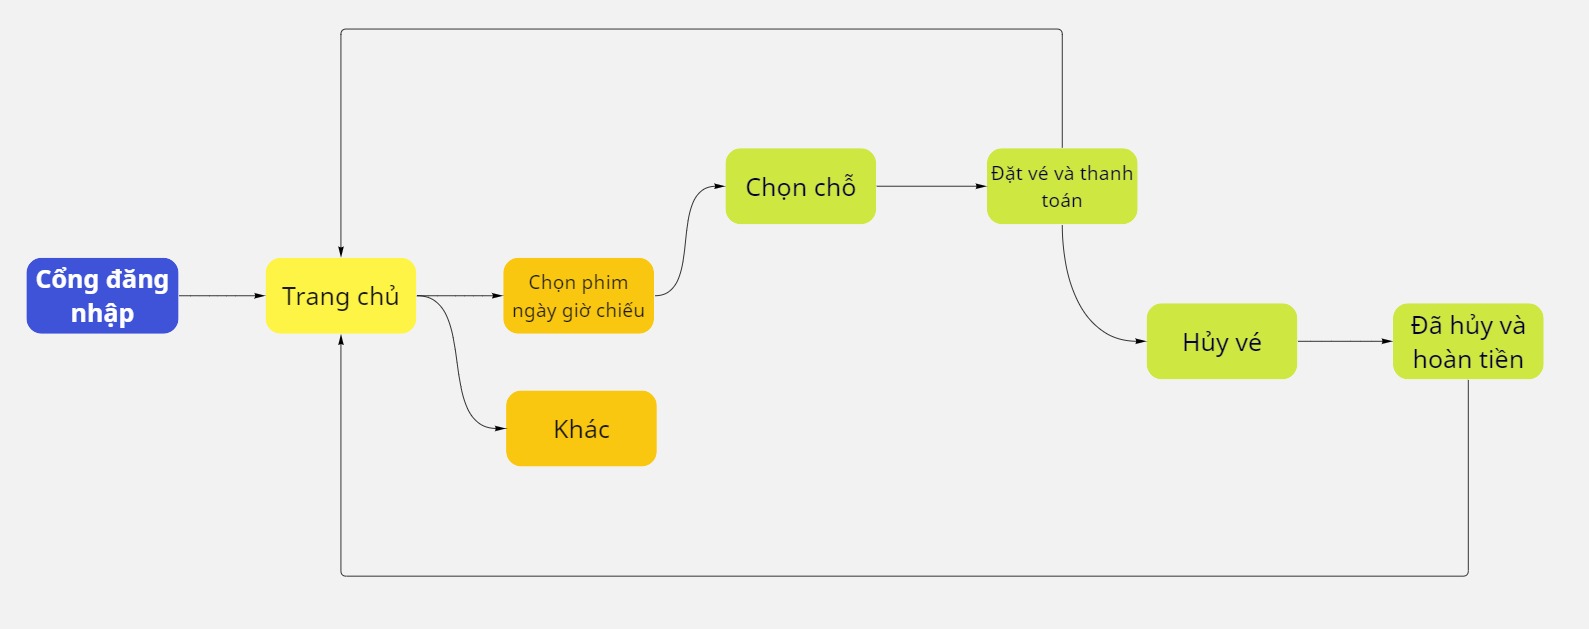 Cổng đăng
nhập
Trang chủ
Chọn phim
ngày giờ chiếu
Khác
Chọn chỗ
Đặt vé và thanh
toán
Hủy vé
Đã hủy và
hoàn tiền